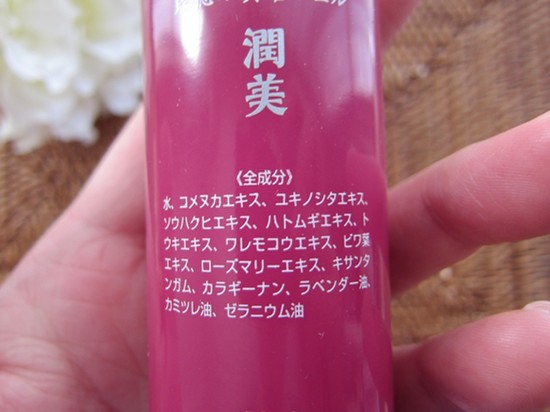 潤美
《全成分》
水、コメヌカエキス、ユキノシタエキス、
ソウハクヒエキス、ハトムギエキス、ト
ウキエキス、ワレモコウエキス、ビワ葉
エキス、ローズマリーエキス、キサンタ
ンガム、カラギーナン、ラベンダー油、
カミツレ油、ゼラニウム油